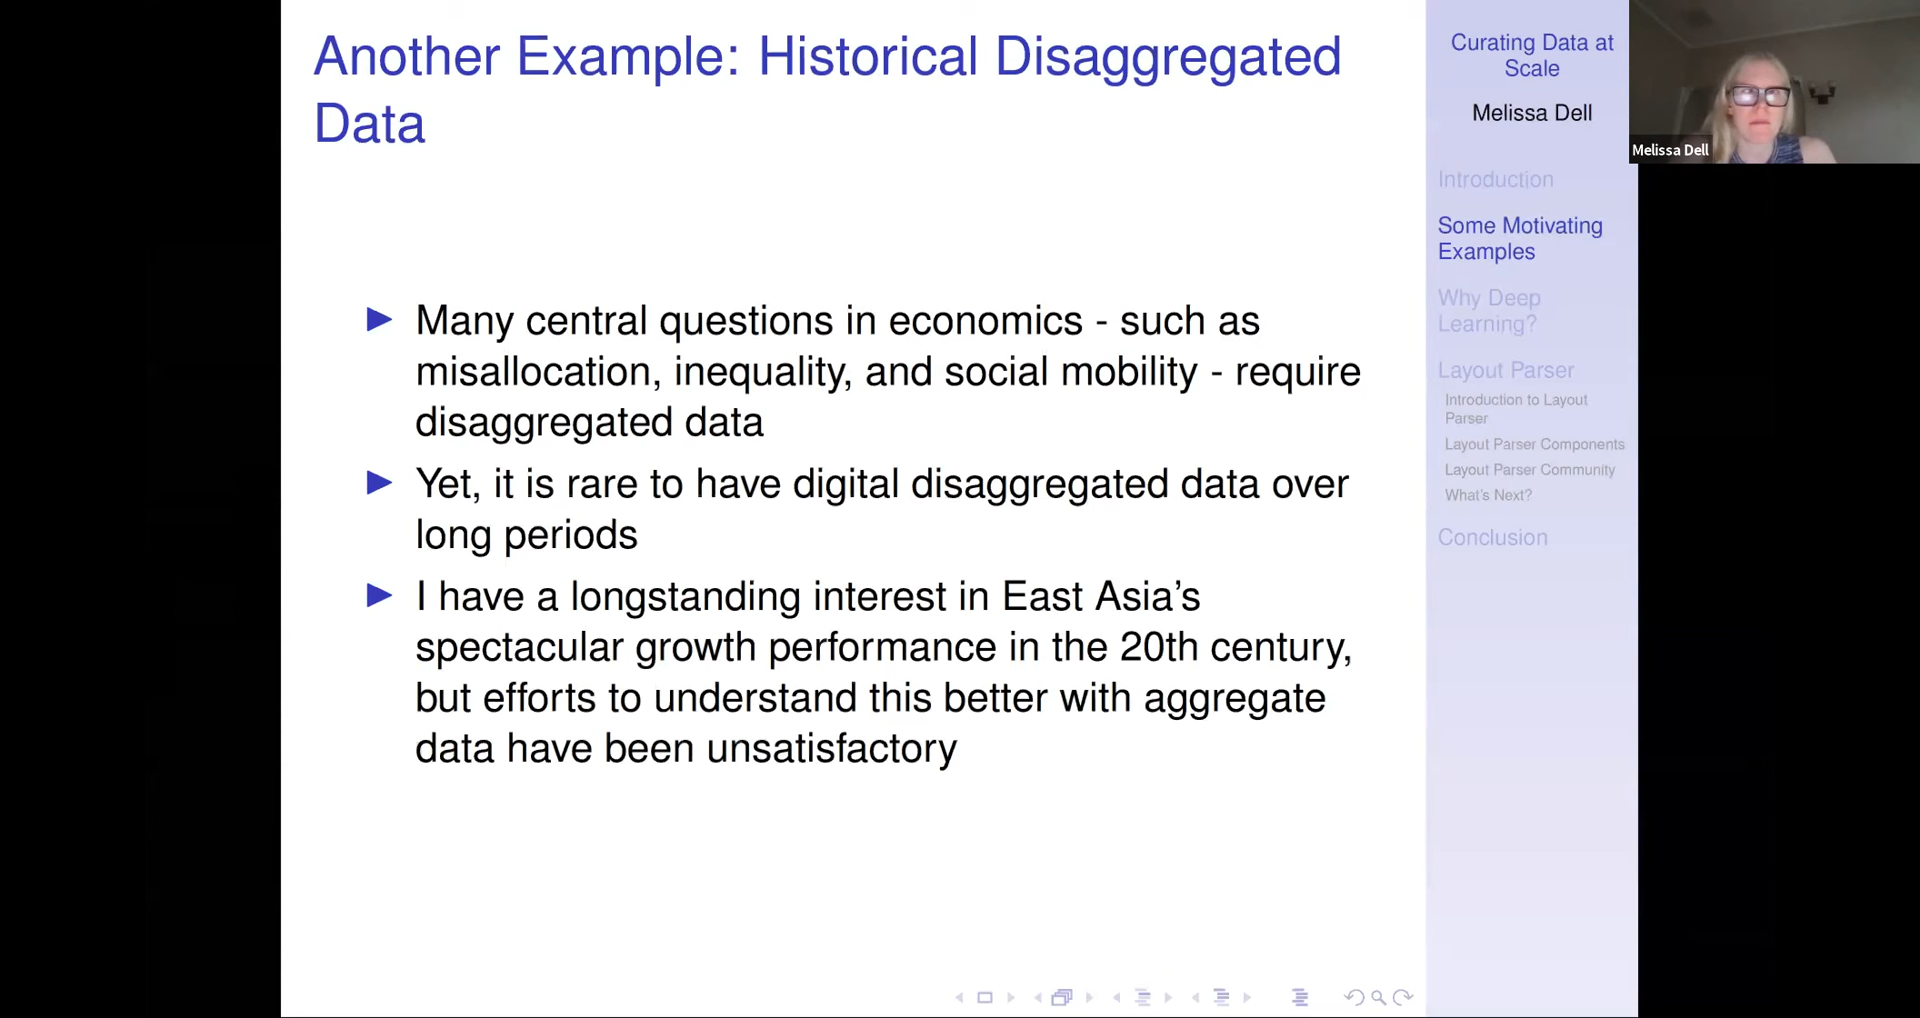 Another Example: Historical Disaggregated
Data
▶ Many central questions in economics - such as
misallocation, inequality, and social mobility - require
disaggregated data
▶ Yet, it is rare to have digital disaggregated data over
long periods
▶ I have a longstanding interest in East Asia's
spectacular growth performance in the 20th century,
but efforts to understand this better with aggregate
data have been unsatisfactory
Curating Data at
Scale
Melissa Dell
Introduction
Some Motivating
Examples
Why Deep
Learning?
Layout Parser
Introduction to Layout
Parser
Layout Parser Components
Layout Parser Community
What's Next?
Conclusion
Melissa Dell